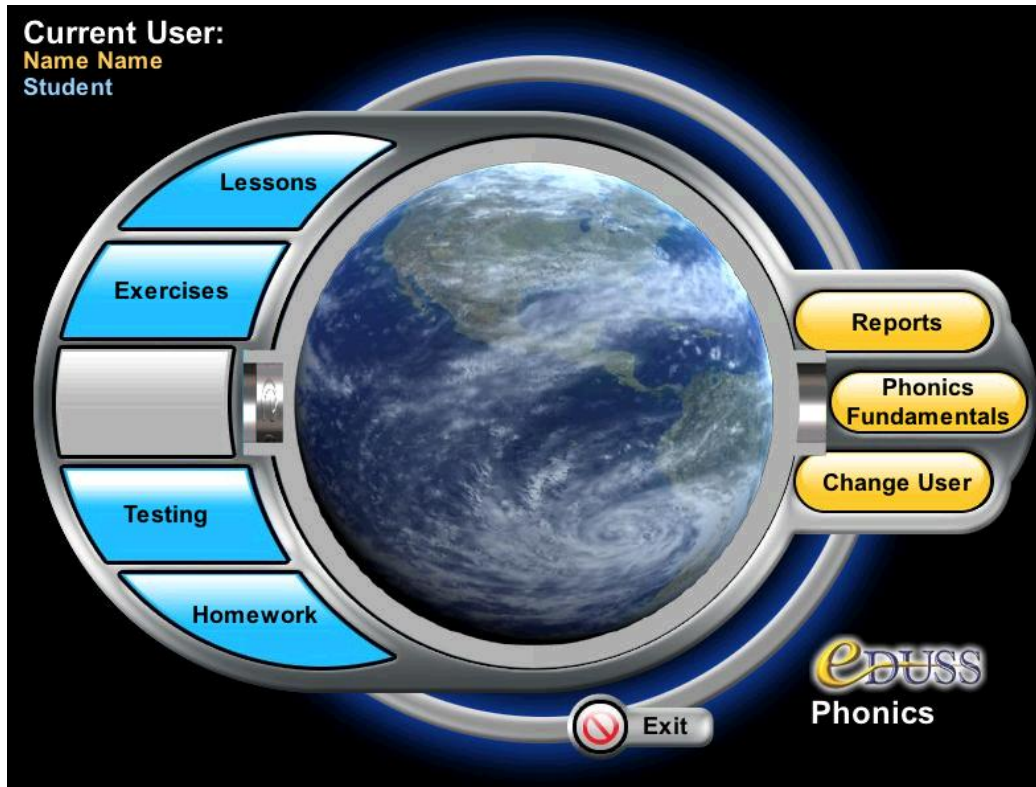 Current User:
Name Name
Student
Lessons
Exercises
Testing
Homework
Reports
Phonics
Fundamentals
Change User
eDUSS
Phonics
Exit